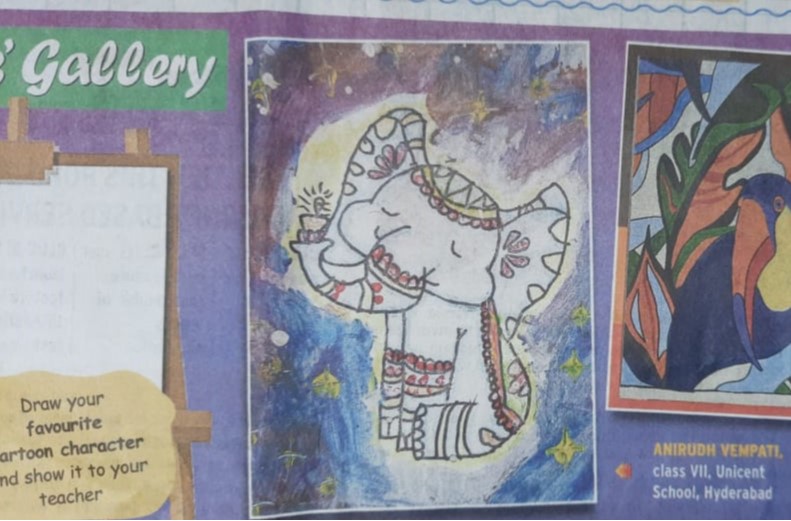 Gallery
Draw your
favourite
artoon character
nd show it to your
teacher
ANIRUDH VEMPATI,
class VII, Unicent
School, Hyderabad